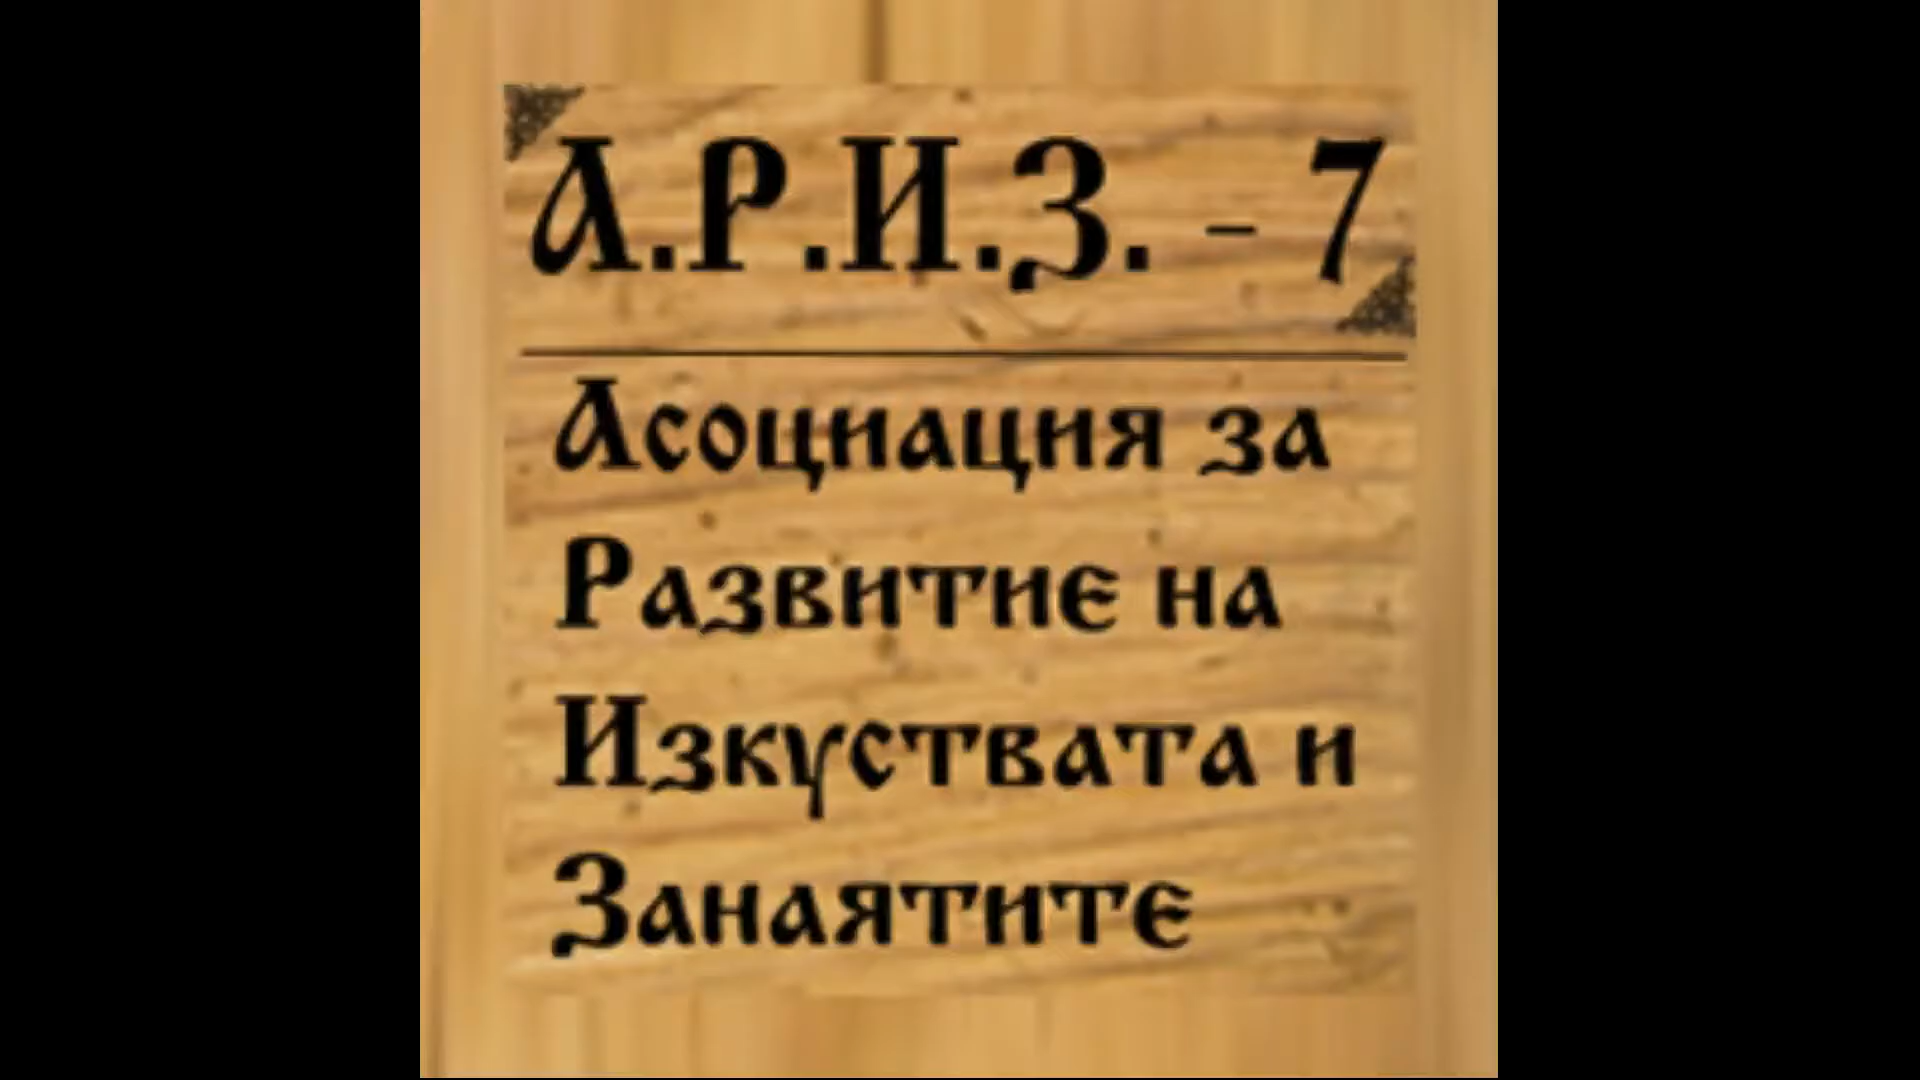 А.Р.И.З. - 7
Асоциация за
Развитие на
Изкуствата и
Занаятите